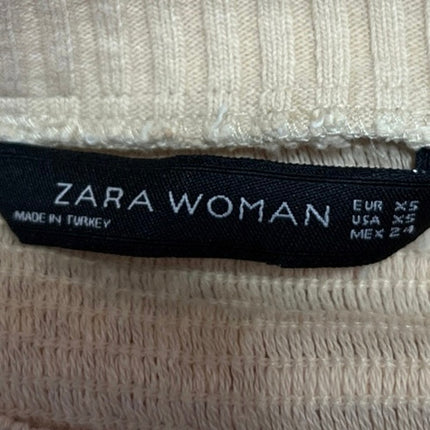 ZARA WOMAN
MADE IN TURKEY
EUR XS
USA XS
MEX 24